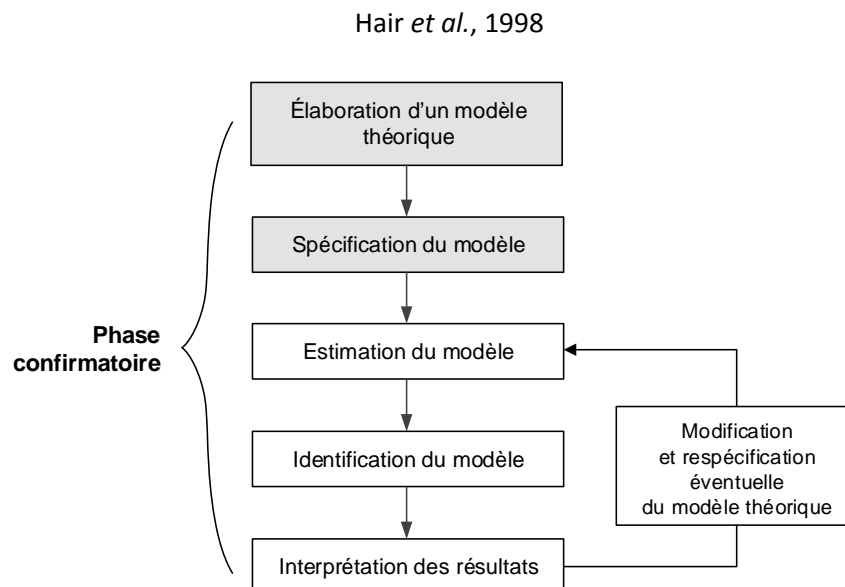 Hair et al., 1998
Élaboration d'un modèle
théorique
Spécification du modèle
Phase
confirmatoire
Estimation du modèle
Identification du modèle
Modification
et respécification
éventuelle
du modèle théorique
Interprétation des résultats